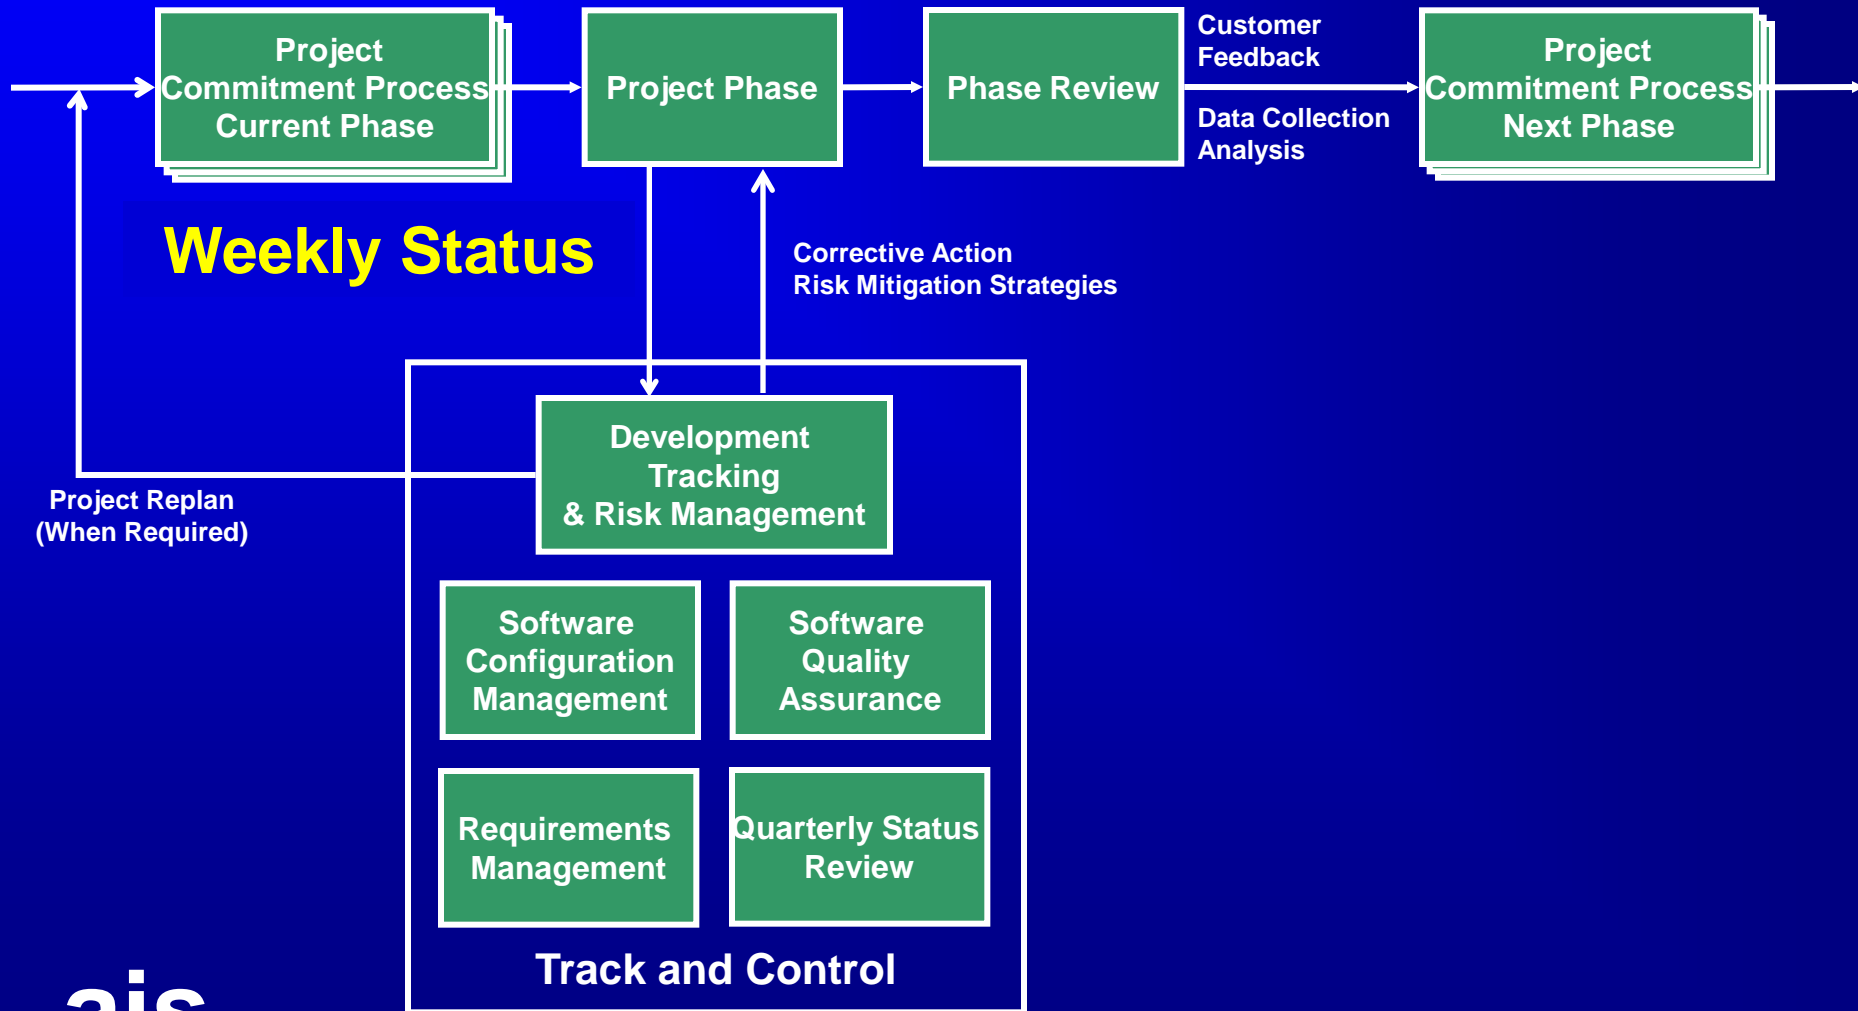 Project
Commitment Process
Current Phase
Project Phase
Phase Review
Customer
Feedback
Data Collection
Analysis
Project
Commitment Process
Next Phase
Weekly Status
Corrective Action
Risk Mitigation Strategies
Project Replan
(When Required)
Development
Tracking
& Risk Management
Software
Configuration
Management
Software
Quality
Assurance
Requirements
Management
Quarterly Status
Review
Track and Control
ais